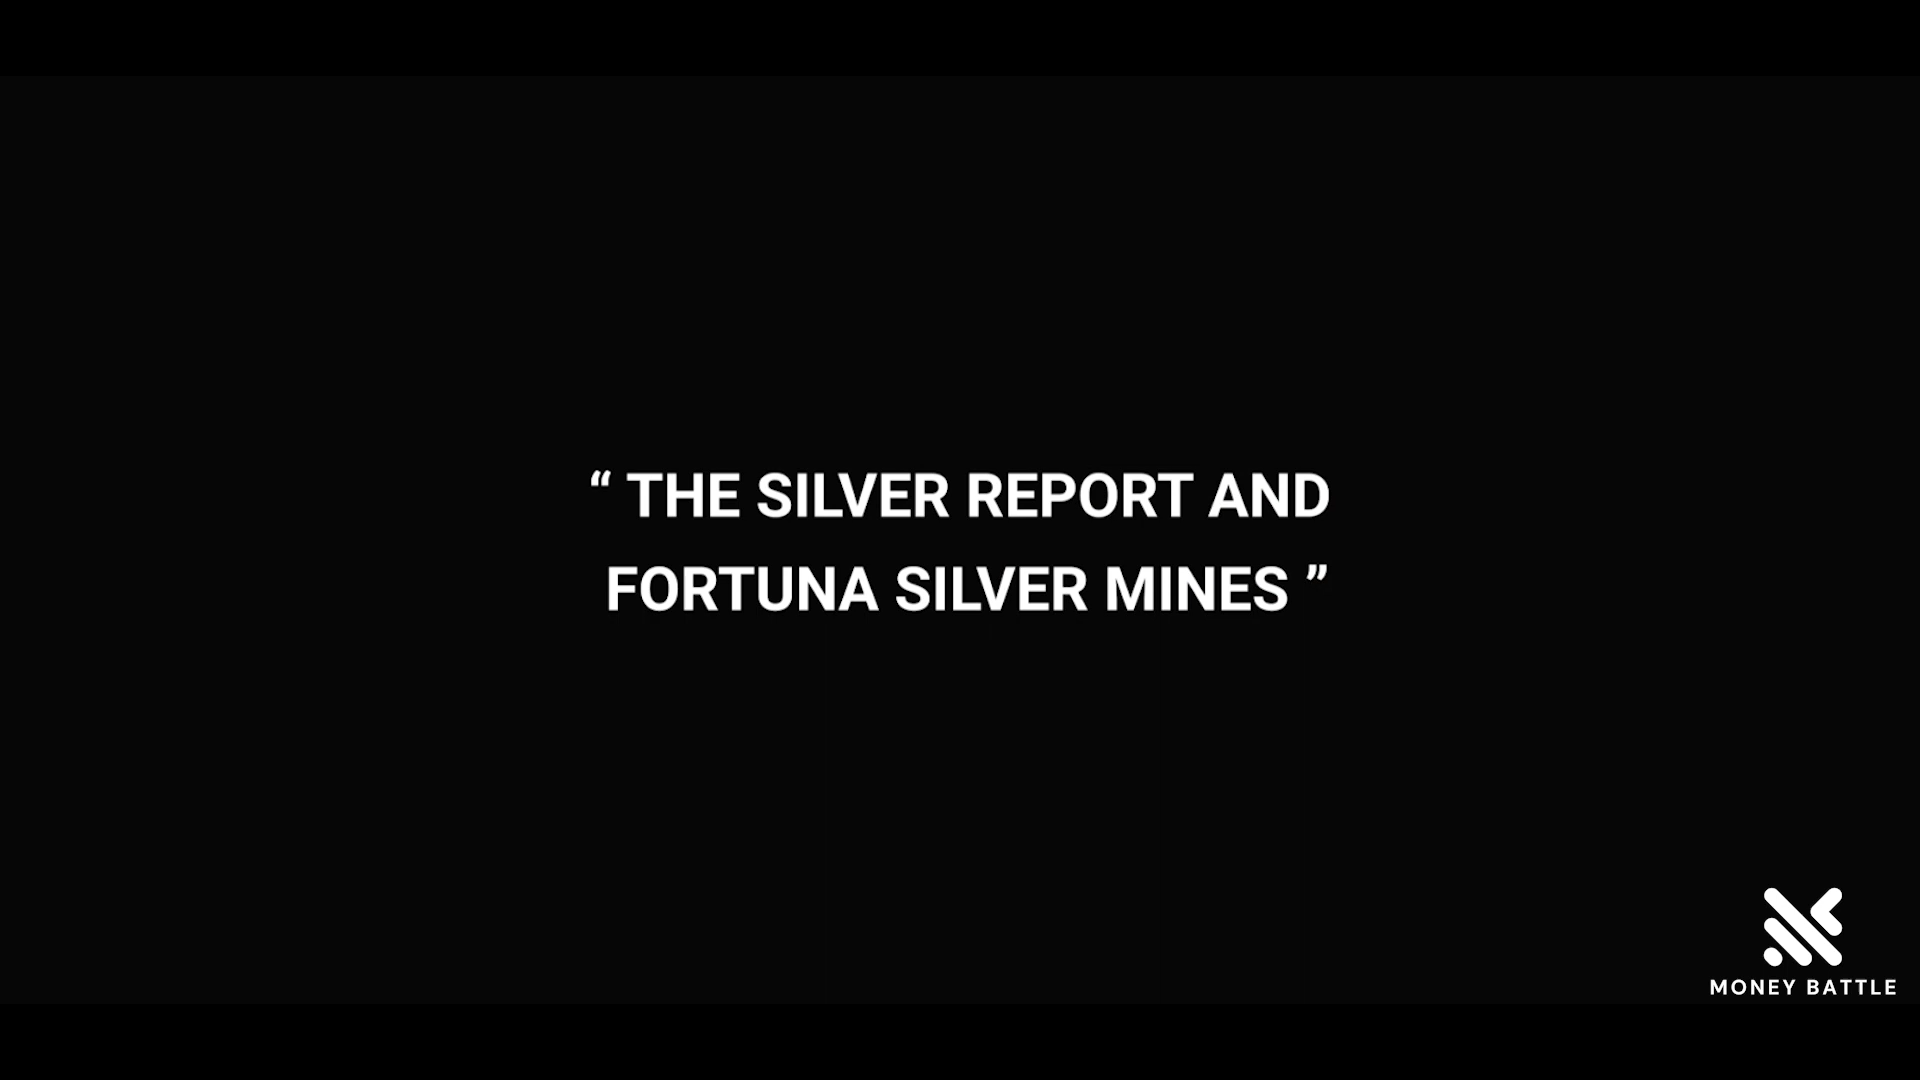 “ THE SILVER REPORT AND
FORTUNA SILVER MINES ”
MONEY BATTLE